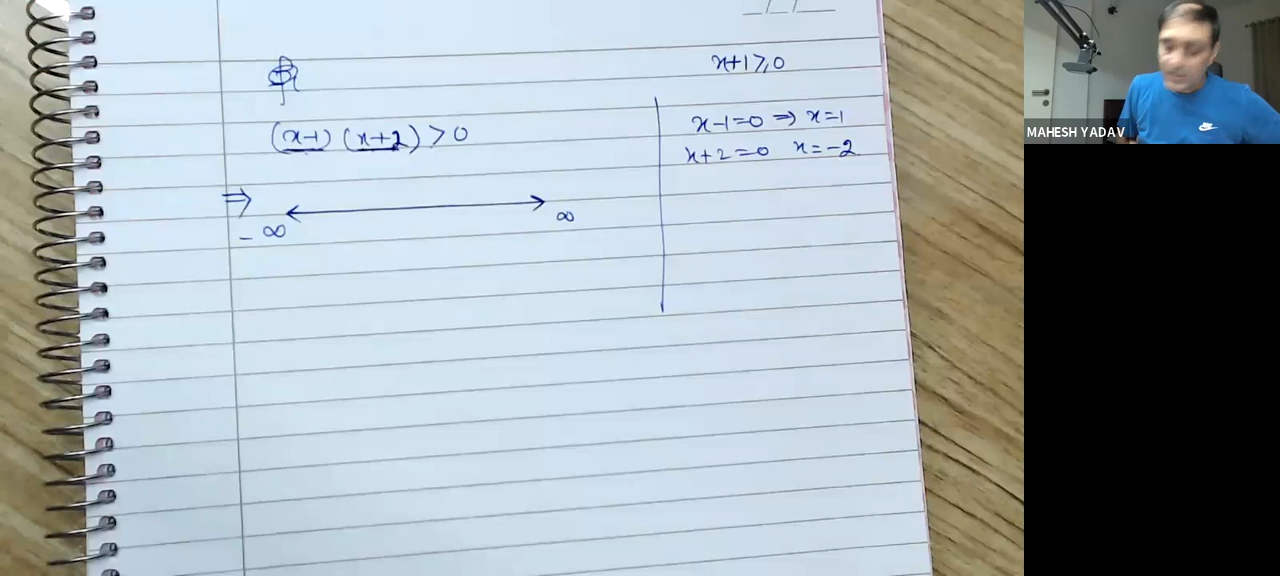 x+1⩾0
(x-1) (x+2) > 0
x-1=0 ⇒ x=1
x+2=0 x=-2
⇒
-∞ ∞
MAHESH YADAV